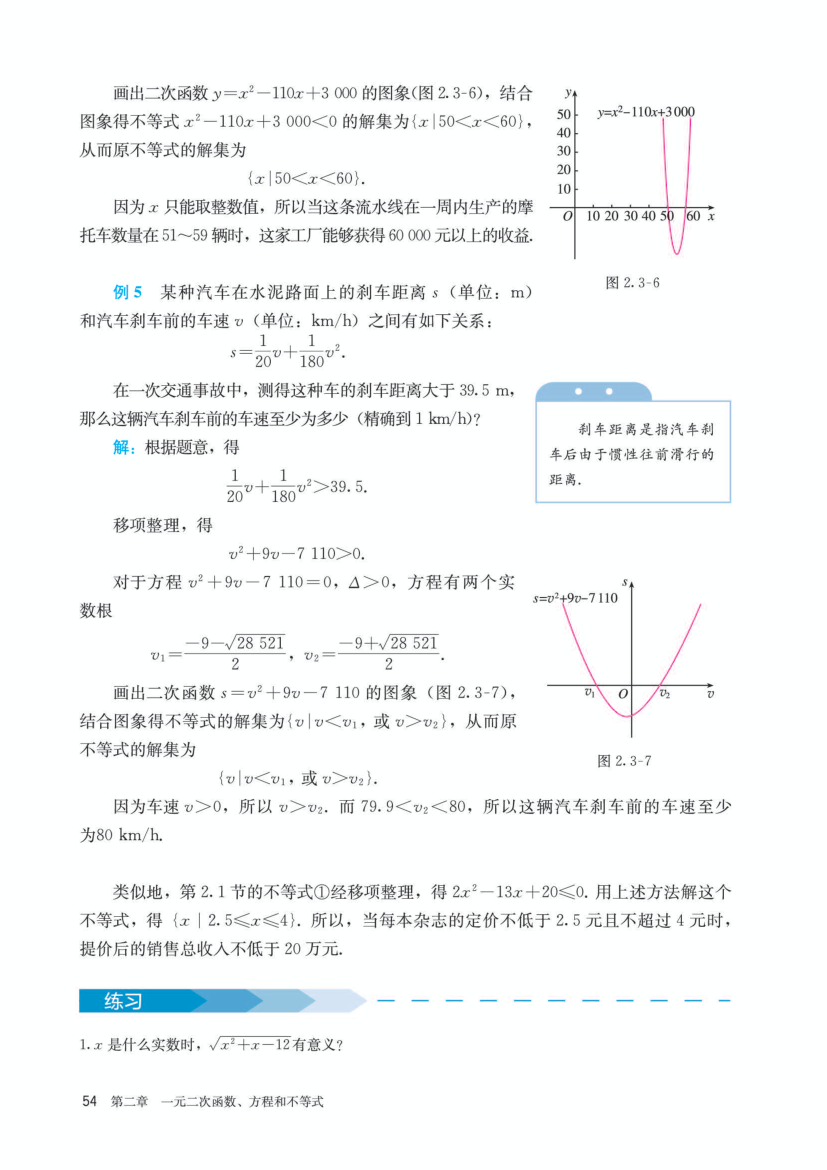 画出二次函数 y=x²-110x+3 000 的图象(图 2.3-6)，结合
图象得不等式 x²-110x+3 000<0 的解集为{x|50<x<60}，
从而原不等式的解集为
{x|50<x<60}.
因为 x 只能取整数值，所以当这条流水线在一周内生产的摩
托车数量在 51～59 辆时，这家工厂能够获得 60 000 元以上的收益.
y
50
40
30
20
10
y=x²-110x+3 000
O 10 20 30 40 50 60 x
图 2.3-6
例 5 某种汽车在水泥路面上的刹车距离 s（单位：m）
和汽车刹车前的车速 v（单位：km/h）之间有如下关系：
s=1/20 v+1/180 v².
在一次交通事故中，测得这种车的刹车距离大于 39.5 m，
那么这辆汽车刹车前的车速至少为多少（精确到 1 km/h）？
刹车距离是指汽车刹
车后由于惯性往前滑行的
距离.
解：根据题意，得
1/20 v+1/180 v²>39.5.
移项整理，得
v²+9v-7 110>0.
对于方程 v²+9v-7 110=0，Δ>0，方程有两个实
数根
v₁=(-9-√28 521)/2，v₂=(-9+√28 521)/2.
画出二次函数 s=v²+9v-7 110 的图象（图 2.3-7），
结合图象得不等式的解集为{v|v<v₁，或 v>v₂}，从而原
不等式的解集为
{v|v<v₁，或 v>v₂}.
s
s=v²+9v-7 110
v₁ O v₂ v
图 2.3-7
因为车速 v>0，所以 v>v₂. 而 79.9<v₂<80，所以这辆汽车刹车前的车速至少
为80 km/h.
类似地，第 2.1 节的不等式①经移项整理，得 2x²-13x+20≤0. 用上述方法解这个
不等式，得 {x | 2.5≤x≤4}. 所以，当每本杂志的定价不低于 2.5 元且不超过 4 元时，
提价后的销售总收入不低于 20 万元.
练习
1. x 是什么实数时，√(x²+x-12) 有意义？
54 第二章 一元二次函数、方程和不等式